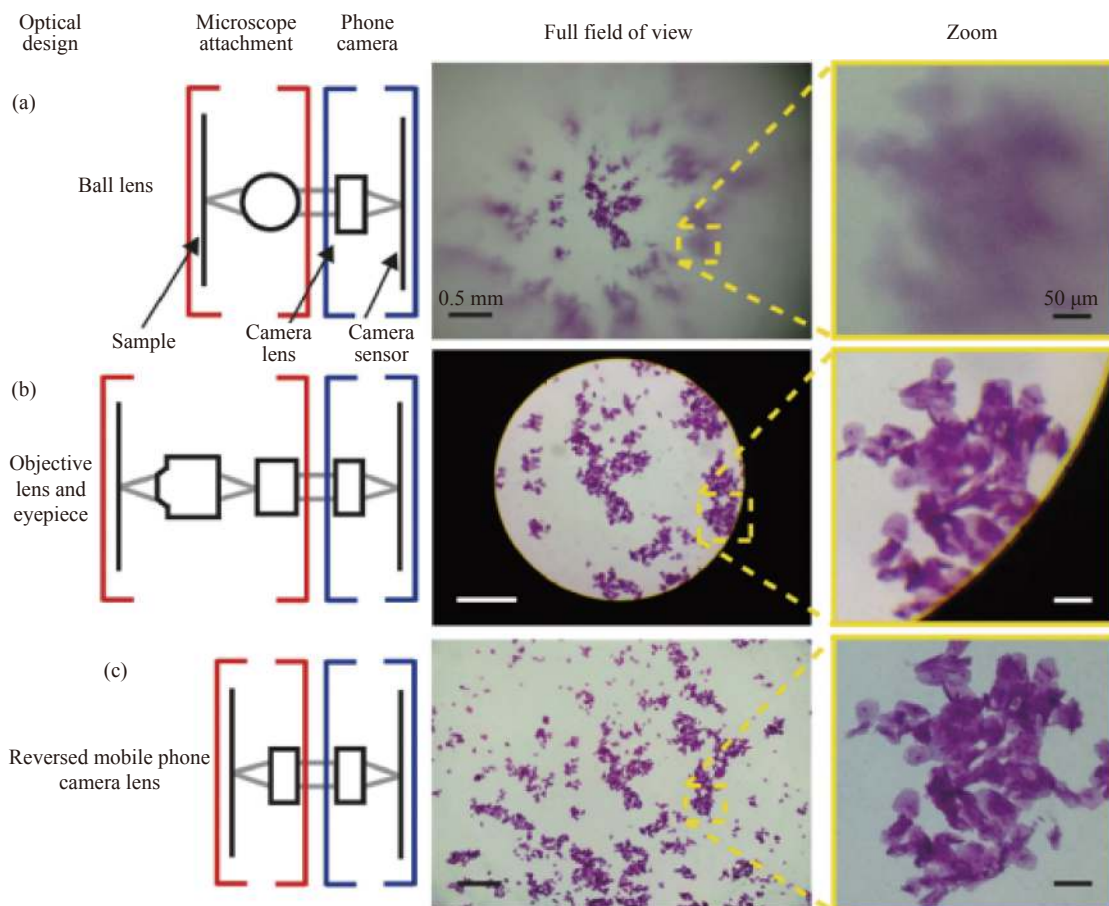 Optical
design
Microscope
attachment
Phone
camera
Full field of view
Zoom
(a)
Ball lens
Sample
Camera
lens
Camera
sensor
0.5 mm
50 μm
(b)
Objective
lens and
eyepiece
(c)
Reversed mobile phone
camera lens